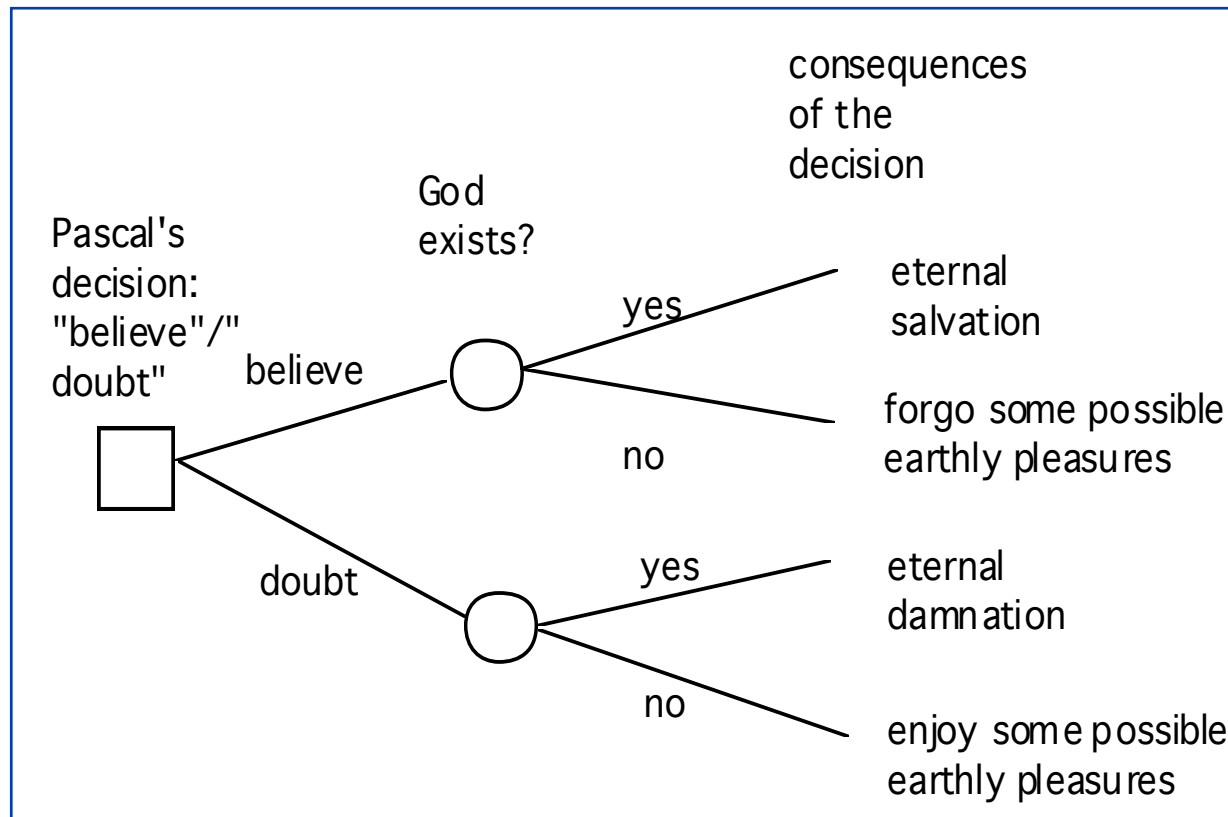 consequences
of the
decision
God
exists?
Pascal's
decision:
"believe"/"
doubt"
believe
yes
eternal
salvation
no
forgo some possible
earthly pleasures
doubt
yes
eternal
damnation
no
enjoy some possible
earthly pleasures